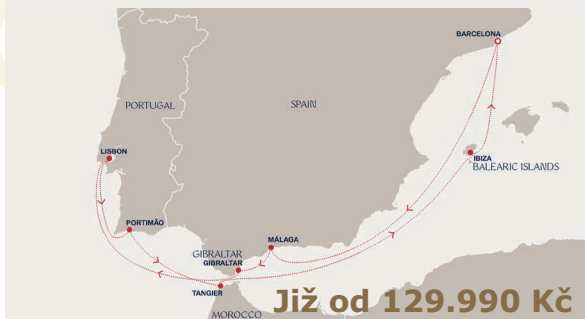 BARCELONA
PORTUGAL
SPAIN
LISBON
IBIZA
BALEARIC ISLANDS
PORTIMÃO
MÁLAGA
GIBRALTAR
GIBRALTAR
TANGIER
MOROCCO
Již od 129.990 Kč